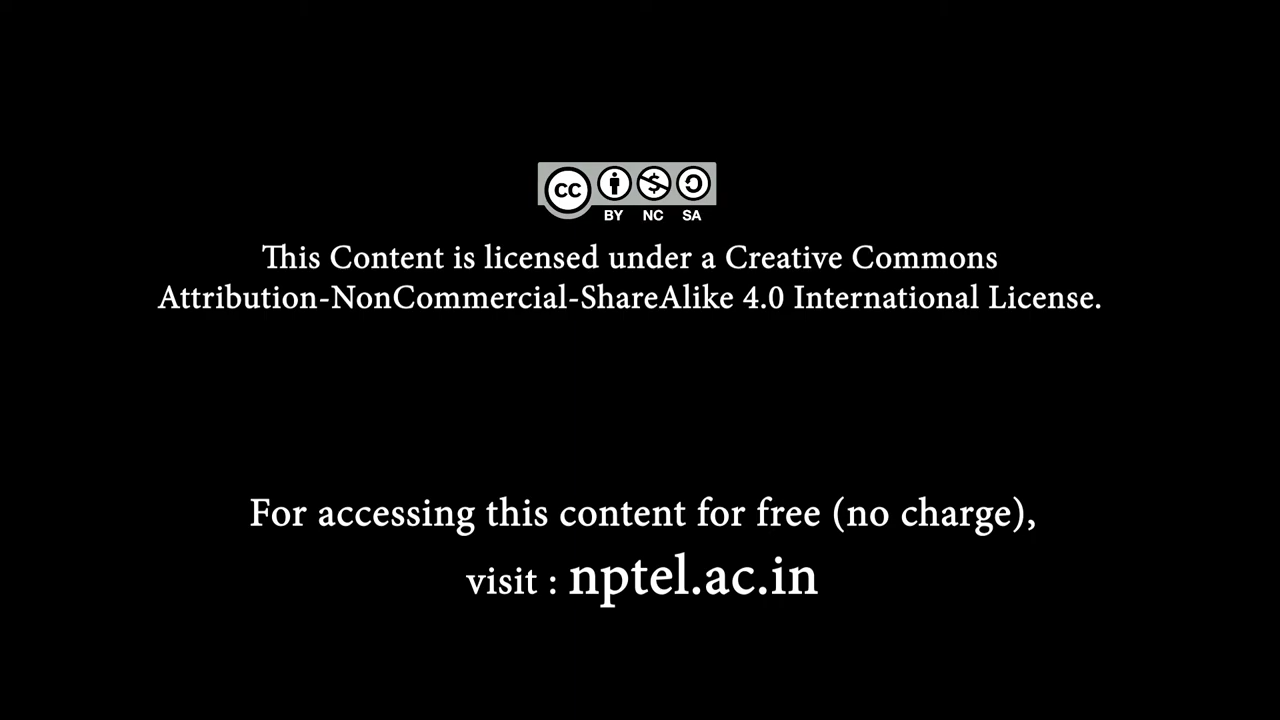 cc
BY NC SA
This Content is licensed under a Creative Commons
Attribution-NonCommercial-ShareAlike 4.0 International License.
For accessing this content for free (no charge),
visit : nptel.ac.in